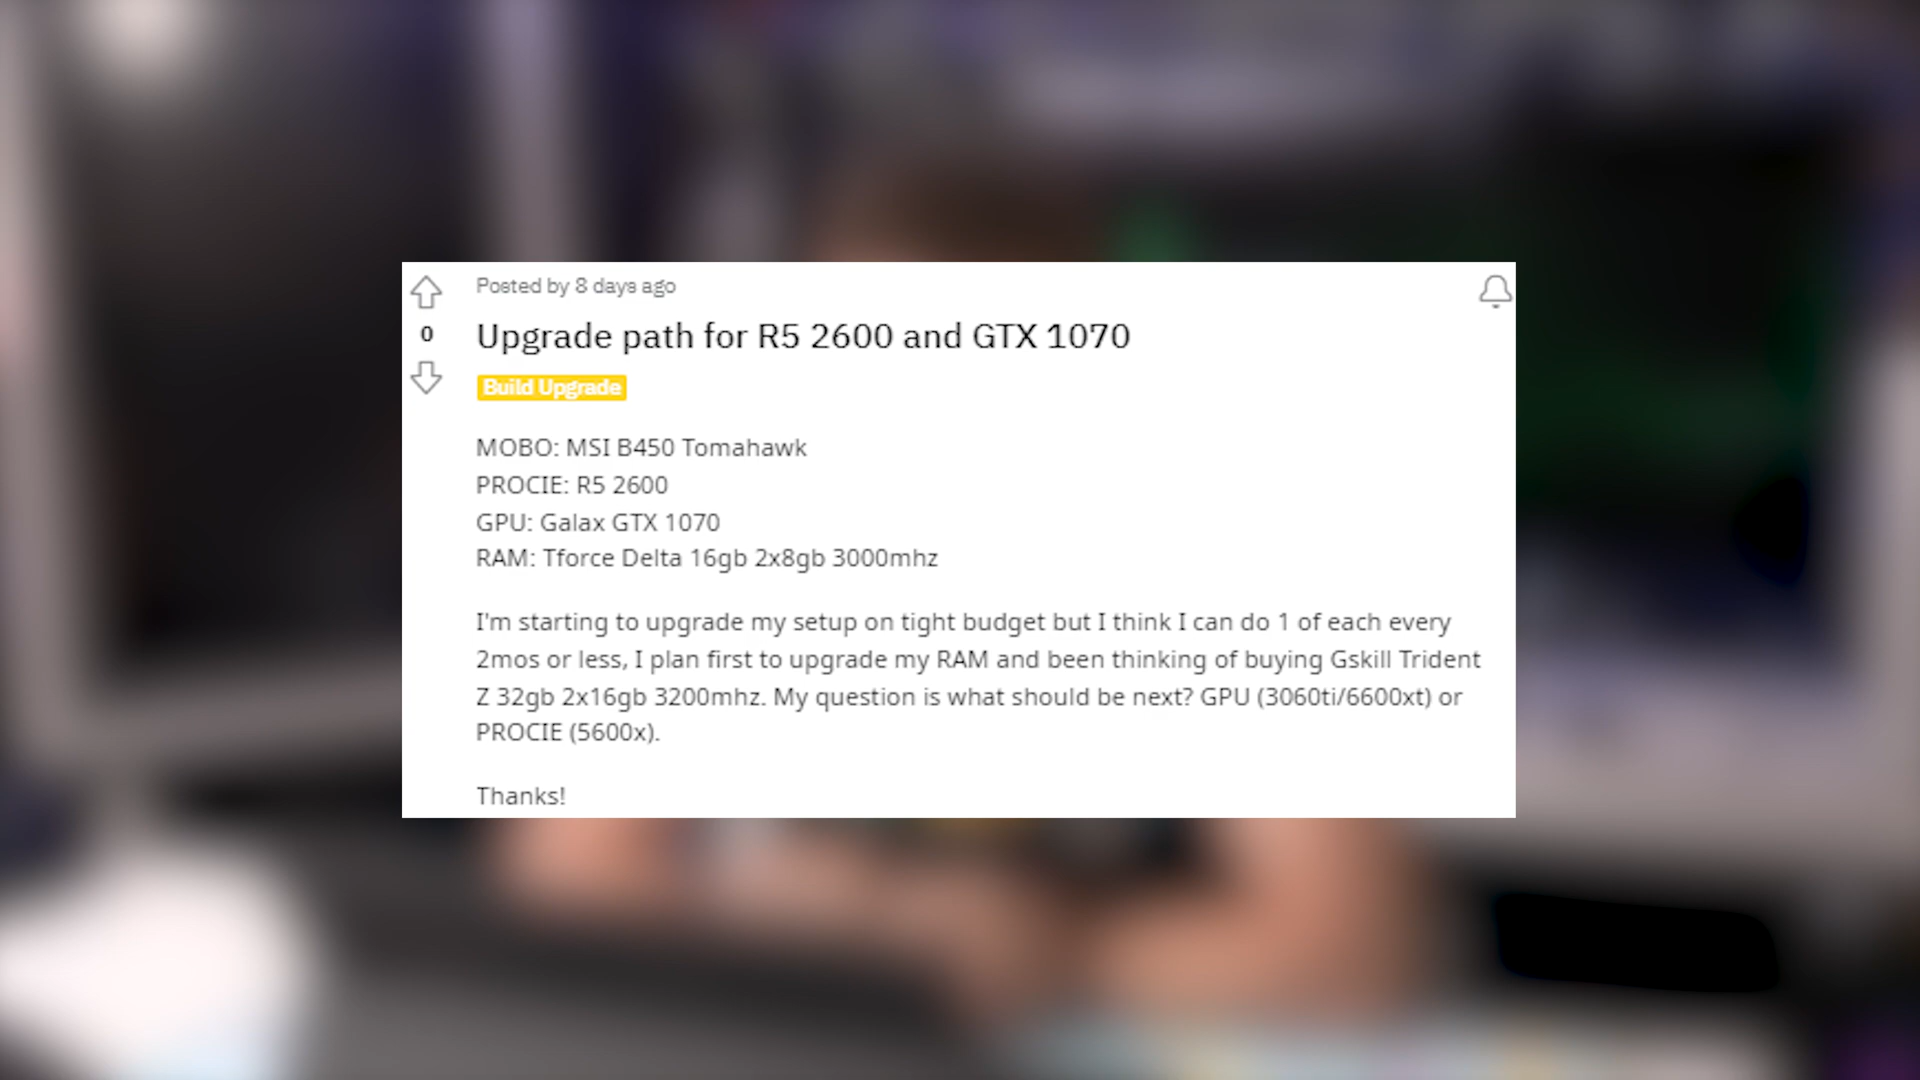 Posted by 8 days ago
0
Upgrade path for R5 2600 and GTX 1070
Build Upgrade
MOBO: MSI B450 Tomahawk
PROCIE: R5 2600
GPU: Galax GTX 1070
RAM: Tforce Delta 16gb 2x8gb 3000mhz
I'm starting to upgrade my setup on tight budget but I think I can do 1 of each every
2mos or less, I plan first to upgrade my RAM and been thinking of buying Gskill Trident
Z 32gb 2x16gb 3200mhz. My question is what should be next? GPU (3060ti/6600xt) or
PROCIE (5600x).
Thanks!